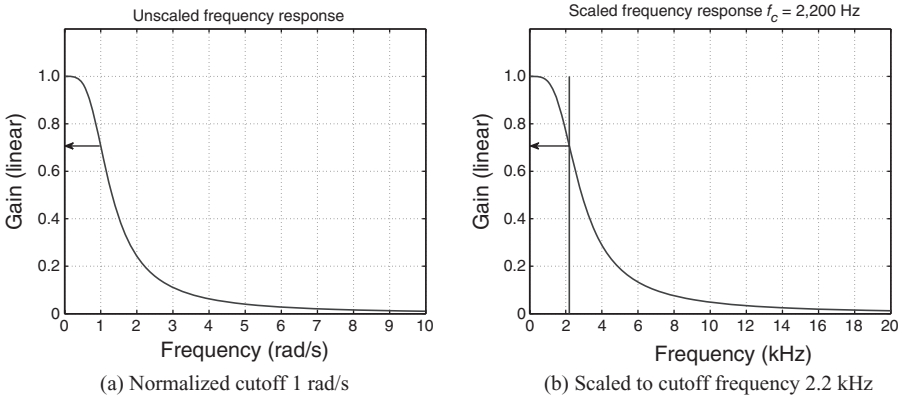 Unscaled frequency response
1.0
0.8
0.6
0.4
0.2
0
Gain (linear)
0 1 2 3 4 5 6 7 8 9 10
Frequency (rad/s)
(a) Normalized cutoff 1 rad/s
Scaled frequency response f_c = 2,200 Hz
1.0
0.8
0.6
0.4
0.2
0
Gain (linear)
0 2 4 6 8 10 12 14 16 18 20
Frequency (kHz)
(b) Scaled to cutoff frequency 2.2 kHz